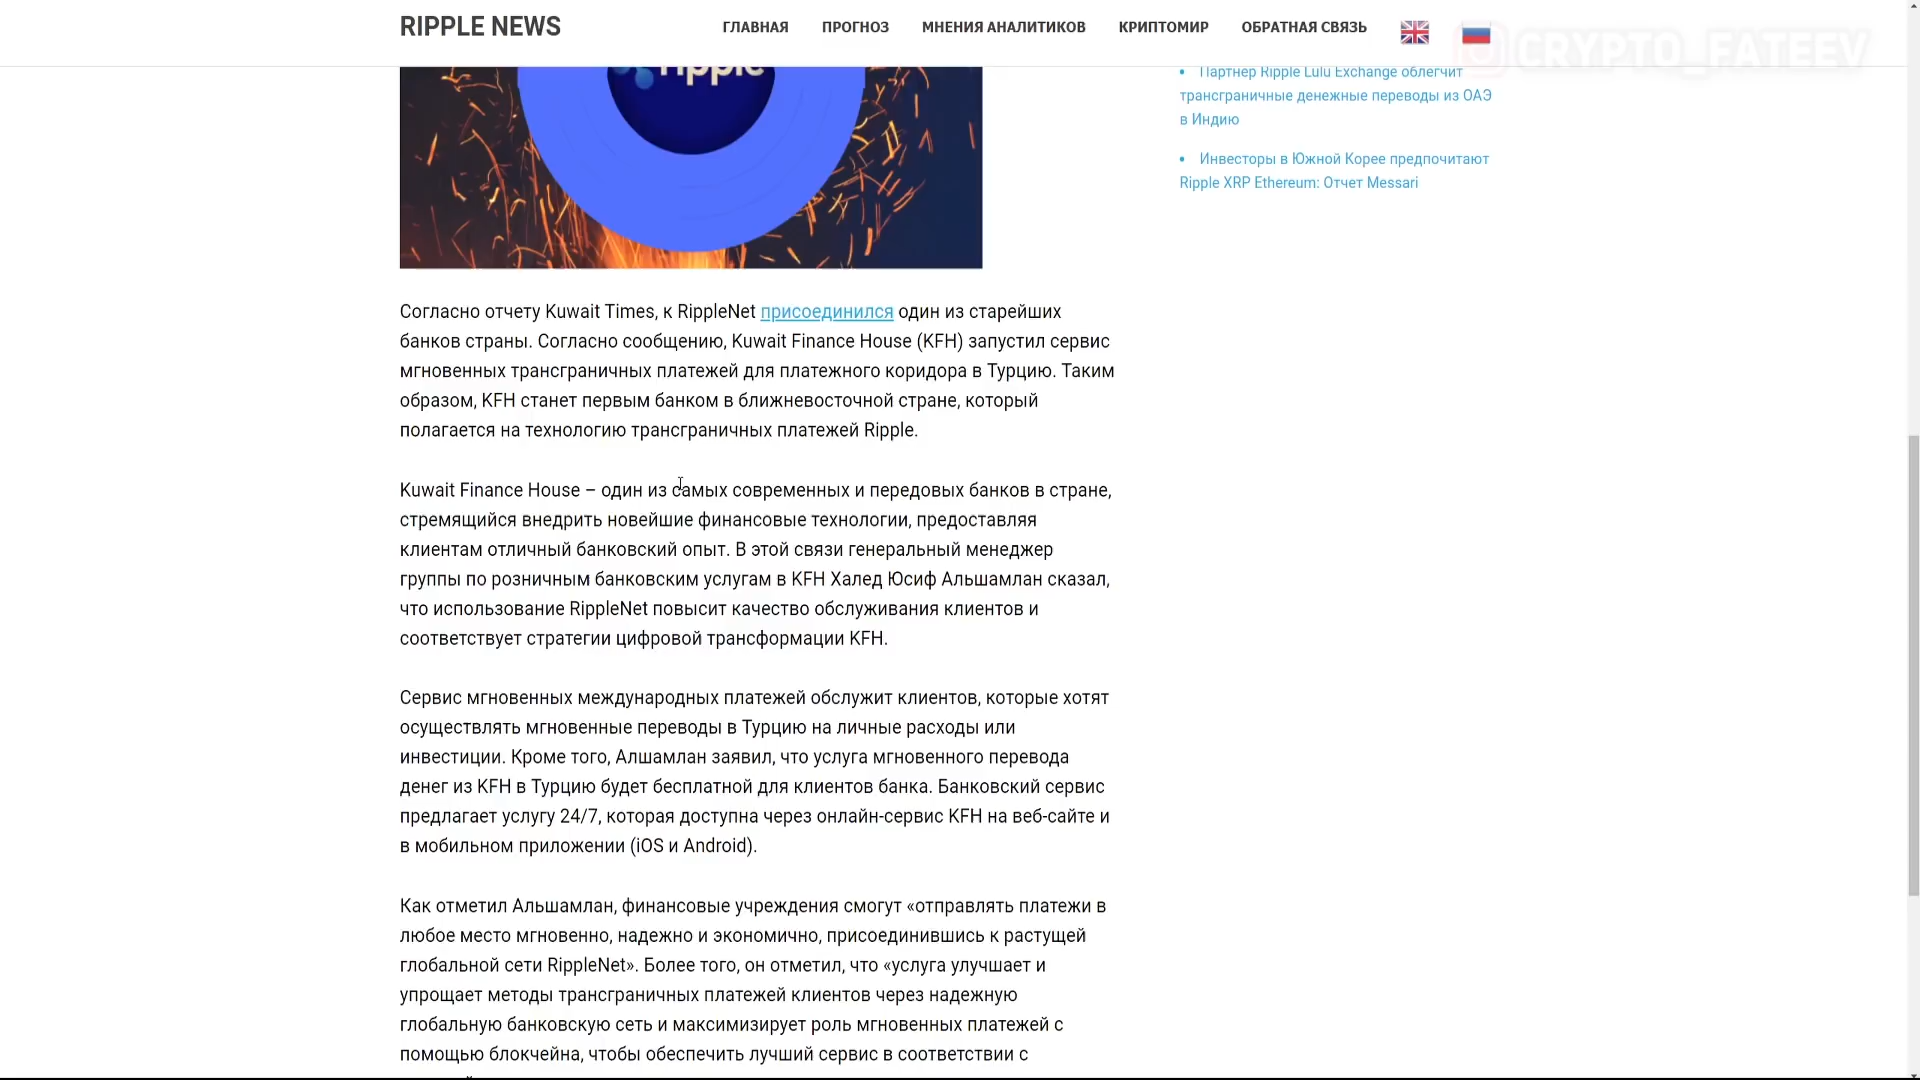 RIPPLE NEWS
ГЛАВНАЯ ПРОГНОЗ МНЕНИЯ АНАЛИТИКОВ КРИПТОМИР ОБРАТНАЯ СВЯЗЬ
CRYPTO_FATEEV
ripple
Согласно отчету Kuwait Times, к RippleNet присоединился один из старейших
банков страны. Согласно сообщению, Kuwait Finance House (KFH) запустил сервис
мгновенных трансграничных платежей для платежного коридора в Турцию. Таким
образом, KFH станет первым банком в ближневосточной стране, который
полагается на технологию трансграничных платежей Ripple.
Kuwait Finance House – один из самых современных и передовых банков в стране,
стремящийся внедрить новейшие финансовые технологии, предоставляя
клиентам отличный банковский опыт. В этой связи генеральный менеджер
группы по розничным банковским услугам в KFH Халед Юсиф Альшамлан сказал,
что использование RippleNet повысит качество обслуживания клиентов и
соответствует стратегии цифровой трансформации KFH.
Сервис мгновенных международных платежей обслужит клиентов, которые хотят
осуществлять мгновенные переводы в Турцию на личные расходы или
инвестиции. Кроме того, Алшамлан заявил, что услуга мгновенного перевода
денег из KFH в Турцию будет бесплатной для клиентов банка. Банковский сервис
предлагает услугу 24/7, которая доступна через онлайн-сервис KFH на веб-сайте и
в мобильном приложении (iOS и Android).
Как отметил Альшамлан, финансовые учреждения смогут «отправлять платежи в
любое место мгновенно, надежно и экономично, присоединившись к растущей
глобальной сети RippleNet». Более того, он отметил, что «услуга улучшает и
упрощает методы трансграничных платежей клиентов через надежную
глобальную банковскую сеть и максимизирует роль мгновенных платежей с
помощью блокчейна, чтобы обеспечить лучший сервис в соответствии с
• Партнер Ripple Lulu Exchange облегчит
трансграничные денежные переводы из ОАЭ
в Индию
• Инвесторы в Южной Корее предпочитают
Ripple XRP Ethereum: Отчет Messari